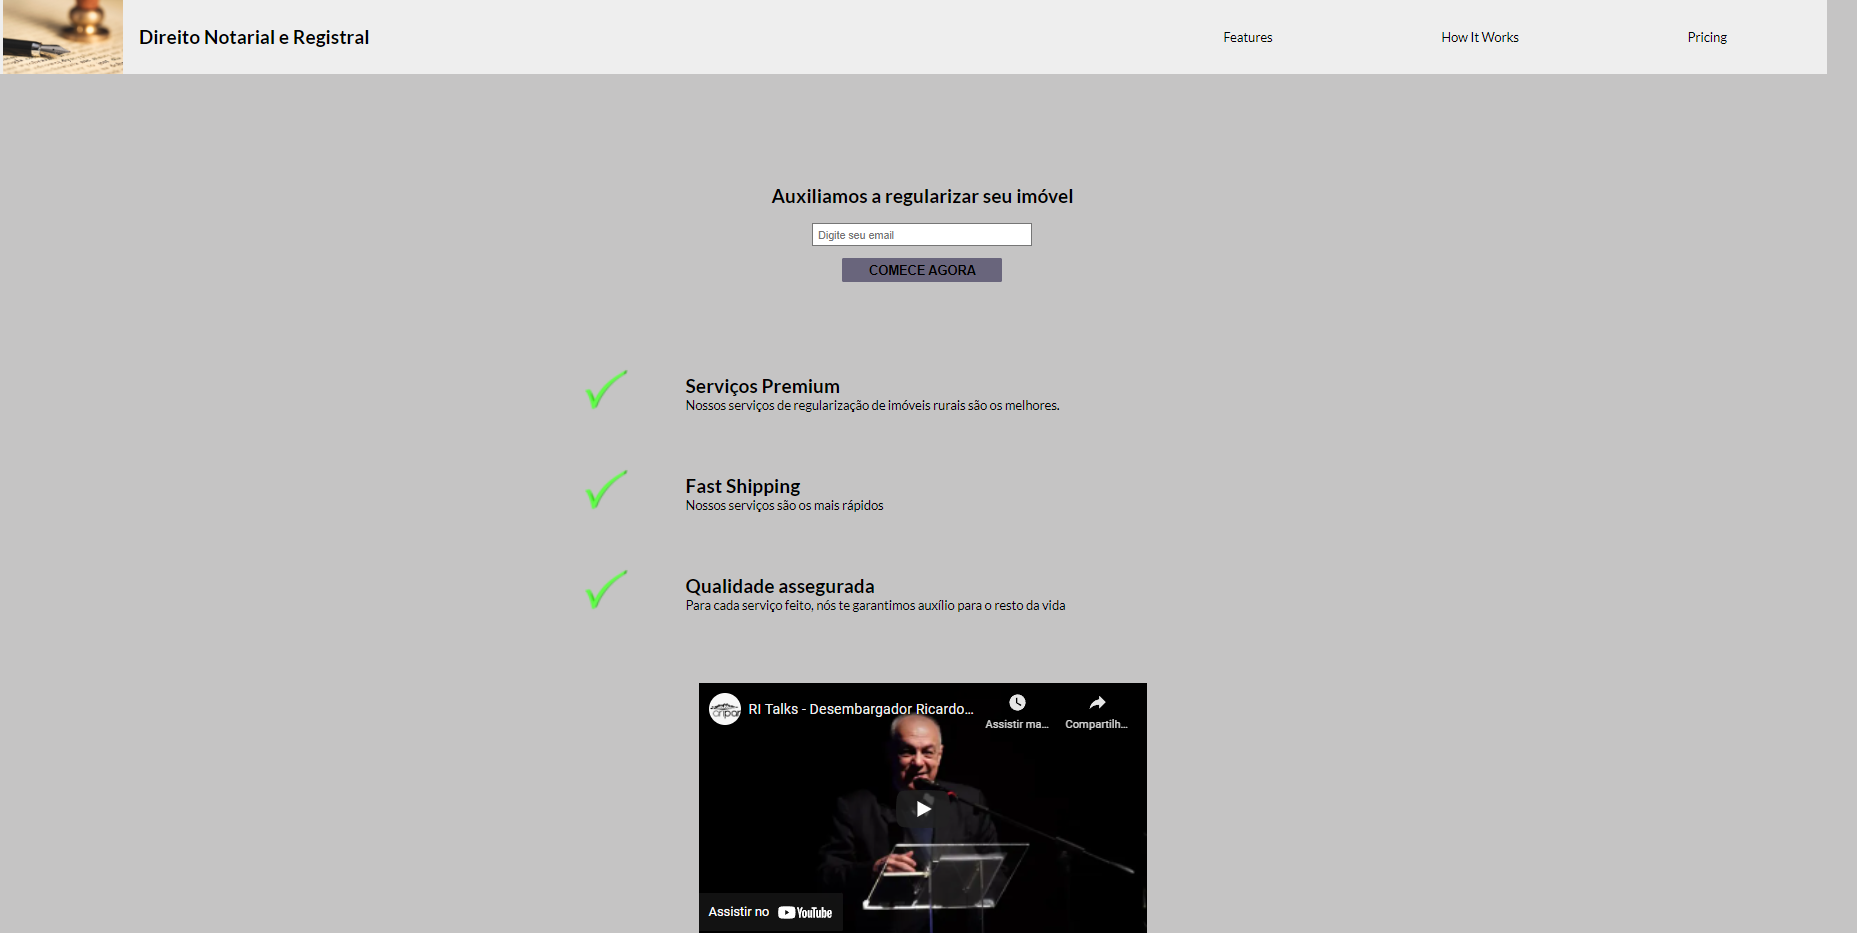 Direito Notarial e Registral
Features
How It Works
Pricing
Auxiliamos a regularizar seu imóvel
Digite seu email
COMECE AGORA
Serviços Premium
Nossos serviços de regularização de imóveis rurais são os melhores.
Fast Shipping
Nossos serviços são os mais rápidos
Qualidade assegurada
Para cada serviço feito, nós te garantimos auxílio para o resto da vida
RI Talks - Desembargador Ricardo...
Assistir ma...
Compartilh...
Assistir no YouTube